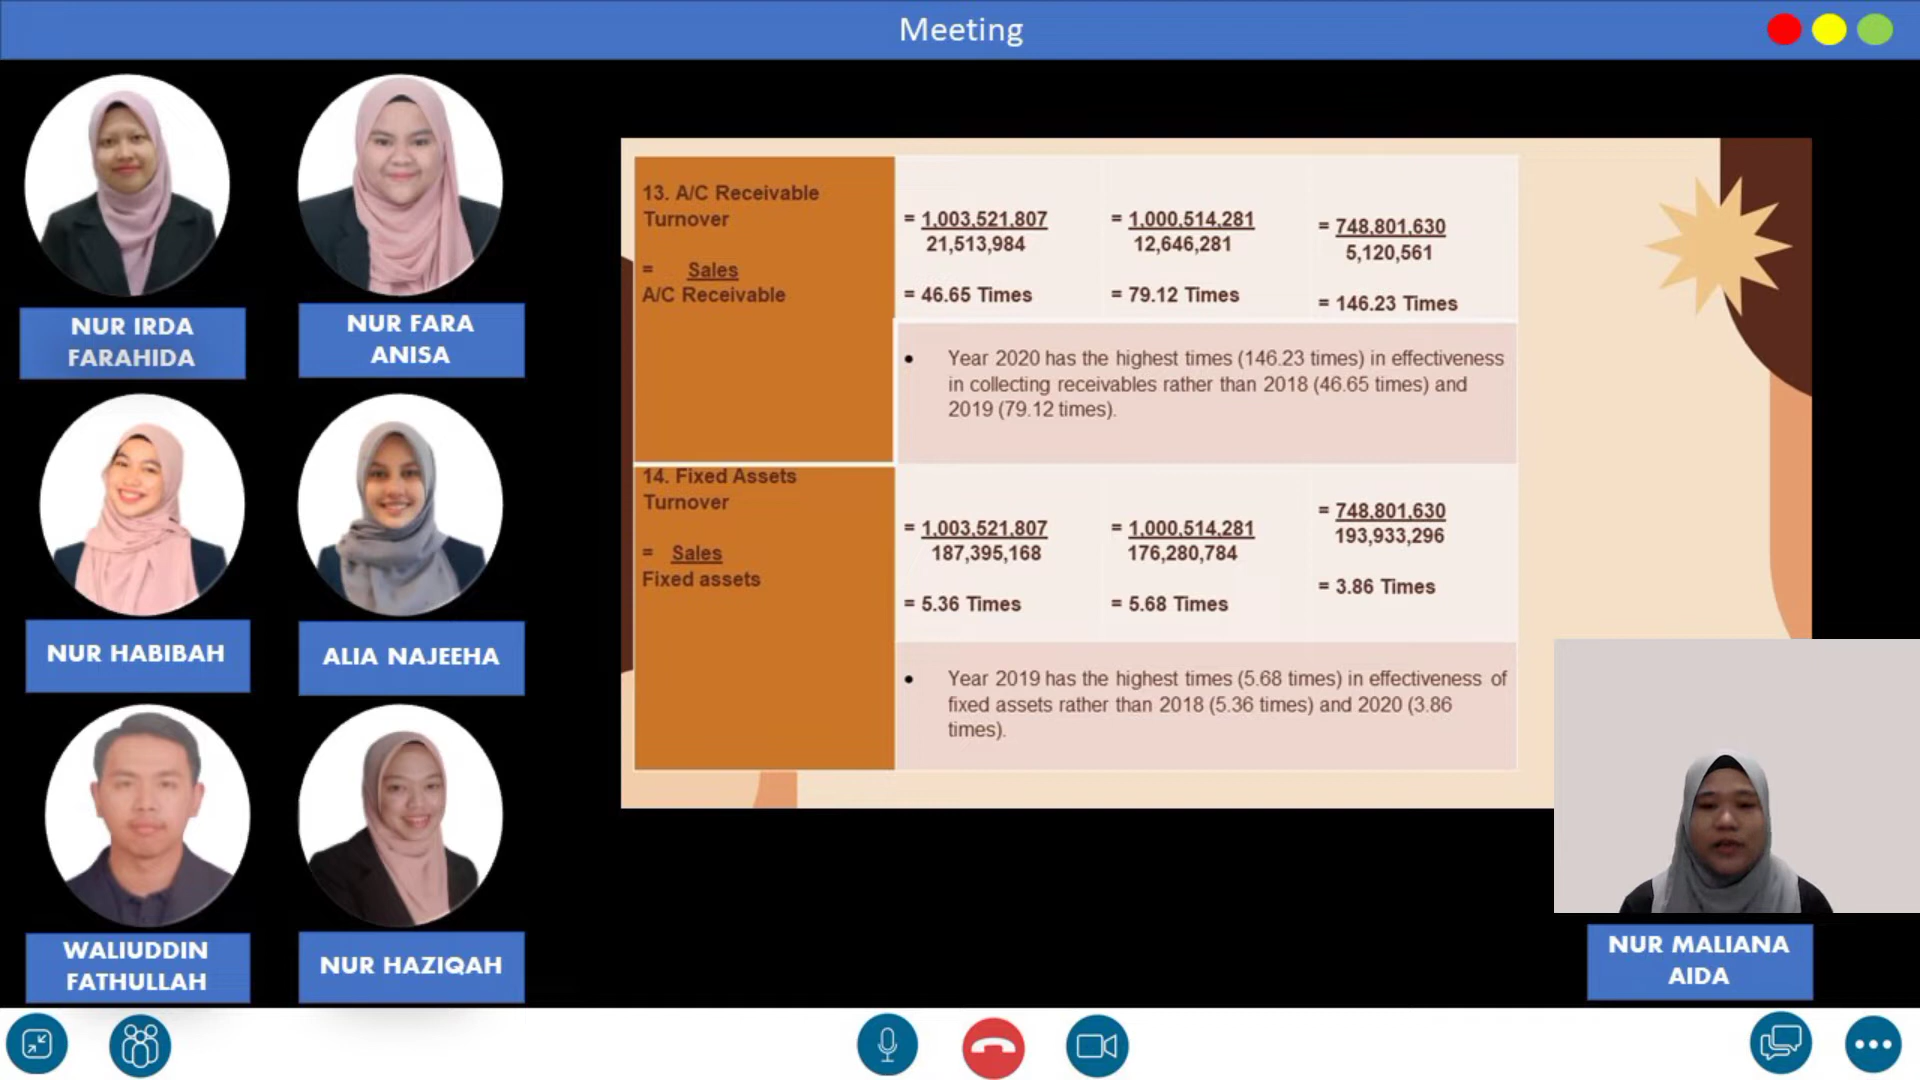 Meeting
NUR IRDA
FARAHIDA
NUR FARA
ANISA
NUR HABIBAH
ALIA NAJEEHA
WALIUDDIN
FATHULLAH
NUR HAZIQAH
13. A/C Receivable
Turnover
= Sales
A/C Receivable
= 1,003,521,807
21,513,984
= 46.65 Times
= 1,000,514,281
12,646,281
= 79.12 Times
= 748,801,630
5,120,561
= 146.23 Times
• Year 2020 has the highest times (146.23 times) in effectiveness
in collecting receivables rather than 2018 (46.65 times) and
2019 (79.12 times).
14. Fixed Assets
Turnover
= Sales
Fixed assets
= 1,003,521,807
187,395,168
= 5.36 Times
= 1,000,514,281
176,280,784
= 5.68 Times
= 748,801,630
193,933,296
= 3.86 Times
• Year 2019 has the highest times (5.68 times) in effectiveness of
fixed assets rather than 2018 (5.36 times) and 2020 (3.86
times).
NUR MALIANA
AIDA